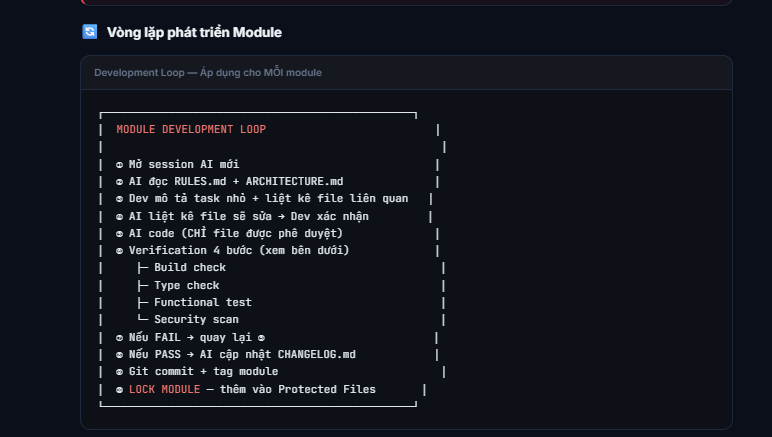 Vòng lặp phát triển Module
Development Loop — Áp dụng cho MỖI module
MODULE DEVELOPMENT LOOP
Mở session AI mới
AI đọc RULES.md + ARCHITECTURE.md
Dev mô tả task nhỏ + liệt kê file liên quan
AI liệt kê file sẽ sửa → Dev xác nhận
AI code (CHỈ file được phê duyệt)
Verification 4 bước (xem bên dưới)
├─ Build check
├─ Type check
├─ Functional test
└─ Security scan
Nếu FAIL → quay lại
Nếu PASS → AI cập nhật CHANGELOG.md
Git commit + tag module
LOCK MODULE — thêm vào Protected Files